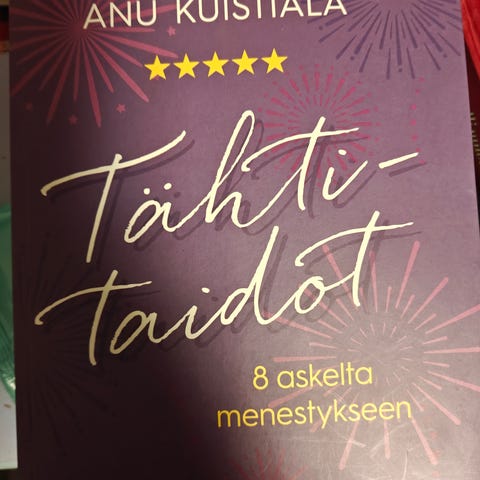 ANU KUISTIALA
Tähti-
taidot
8 askelta
menestykseen